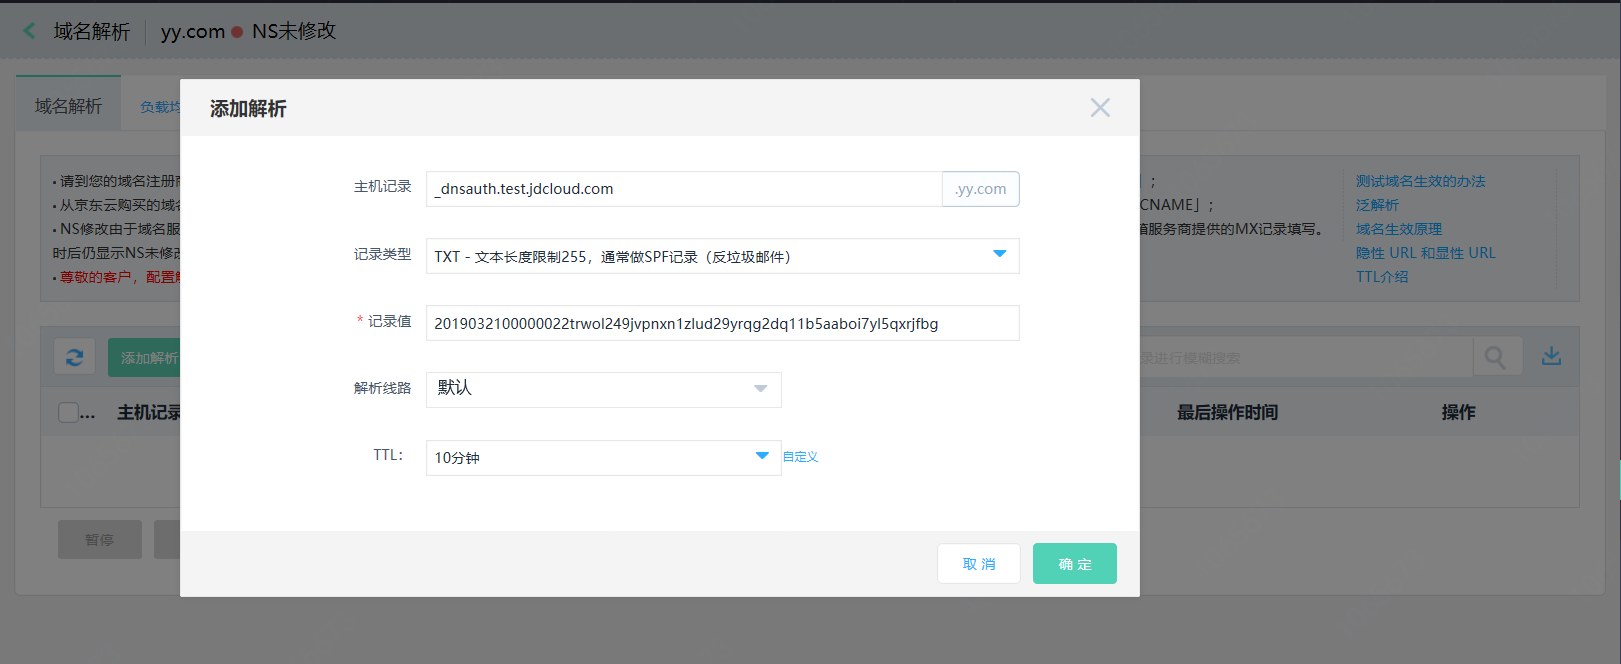 域名解析 yy.com NS未修改
域名解析 负载均
添加解析
• 请到您的域名注册商
• 从京东云购买的域名
• NS修改由于域名服
时后仍显示NS未修改
• 尊敬的客户，配置解
主机记录 _dnsauth.test.jdcloud.com .yy.com
记录类型 TXT - 文本长度限制255，通常做SPF记录（反垃圾邮件）
* 记录值 2019032100000022trwol249jvpnxn1zlud29yrqg2dq11b5aaboi7yl5qxrjfbg
解析线路 默认
TTL： 10分钟 自定义
取 消 确 定
」；
CNAME」；
值服务商提供的MX记录填写。
测试域名生效的办法
泛解析
域名生效原理
隐性 URL 和显性 URL
TTL介绍
添加解析 录进行模糊搜索
... 主机记录 最后操作时间 操作
暂停